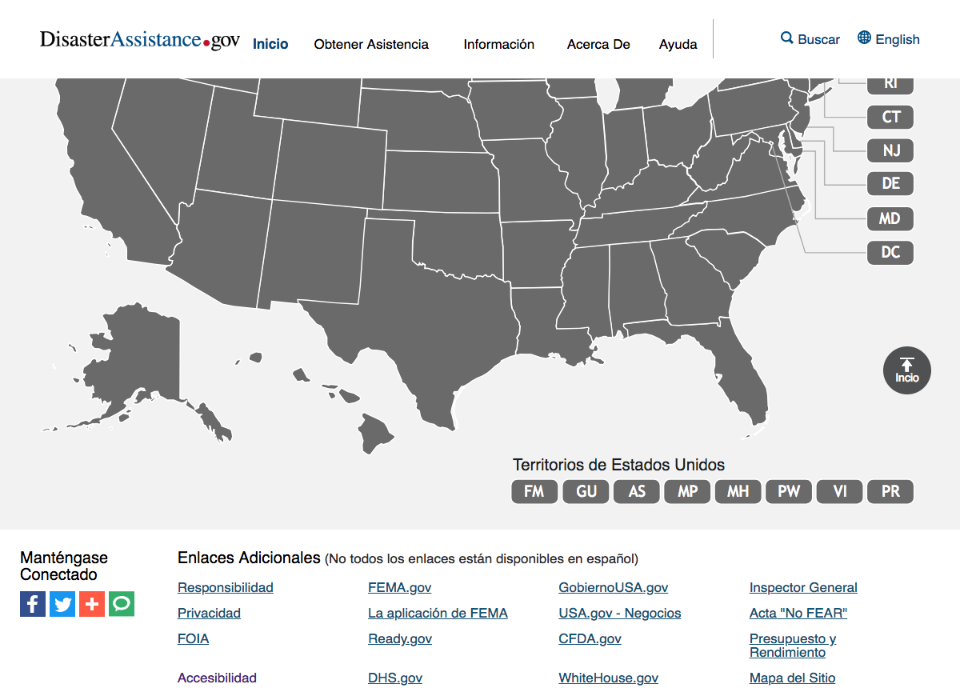 DisasterAssistance.gov
Inicio
Obtener Asistencia
Información
Acerca De
Ayuda
Buscar
English
RI
CT
NJ
DE
MD
DC
Incio
Territorios de Estados Unidos
FM
GU
AS
MP
MH
PW
VI
PR
Manténgase
Conectado
Enlaces Adicionales (No todos los enlaces están disponibles en español)
Responsibilidad
FEMA.gov
GobiernoUSA.gov
Inspector General
Privacidad
La aplicación de FEMA
USA.gov - Negocios
Acta "No FEAR"
FOIA
Ready.gov
CFDA.gov
Presupuesto y
Rendimiento
Accesibilidad
DHS.gov
WhiteHouse.gov
Mapa del Sitio